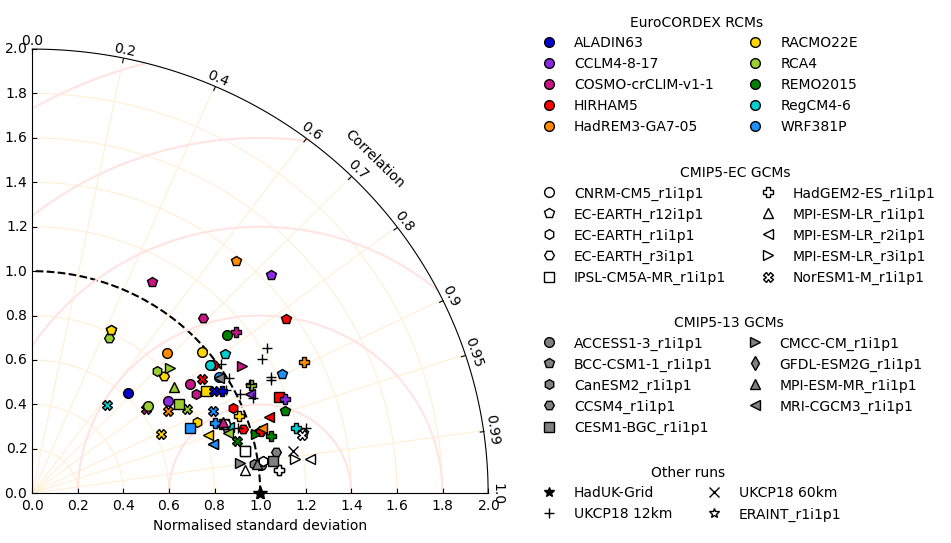 0.0
0.2
0.4
0.6
Correlation
0.7
0.8
0.9
0.95
0.99
1.0
2.0
1.8
1.6
1.4
1.2
1.0
0.8
0.6
0.4
0.2
0.0
0.0 0.2 0.4 0.6 0.8 1.0 1.2 1.4 1.6 1.8 2.0
Normalised standard deviation
EuroCORDEX RCMs
ALADIN63 RACMO22E
CCLM4-8-17 RCA4
COSMO-crCLIM-v1-1 REMO2015
HIRHAM5 RegCM4-6
HadREM3-GA7-05 WRF381P
CMIP5-EC GCMs
CNRM-CM5_r1i1p1 HadGEM2-ES_r1i1p1
EC-EARTH_r12i1p1 MPI-ESM-LR_r1i1p1
EC-EARTH_r1i1p1 MPI-ESM-LR_r2i1p1
EC-EARTH_r3i1p1 MPI-ESM-LR_r3i1p1
IPSL-CM5A-MR_r1i1p1 NorESM1-M_r1i1p1
CMIP5-13 GCMs
ACCESS1-3_r1i1p1 CMCC-CM_r1i1p1
BCC-CSM1-1_r1i1p1 GFDL-ESM2G_r1i1p1
CanESM2_r1i1p1 MPI-ESM-MR_r1i1p1
CCSM4_r1i1p1 MRI-CGCM3_r1i1p1
CESM1-BGC_r1i1p1
Other runs
HadUK-Grid UKCP18 60km
UKCP18 12km ERAINT_r1i1p1